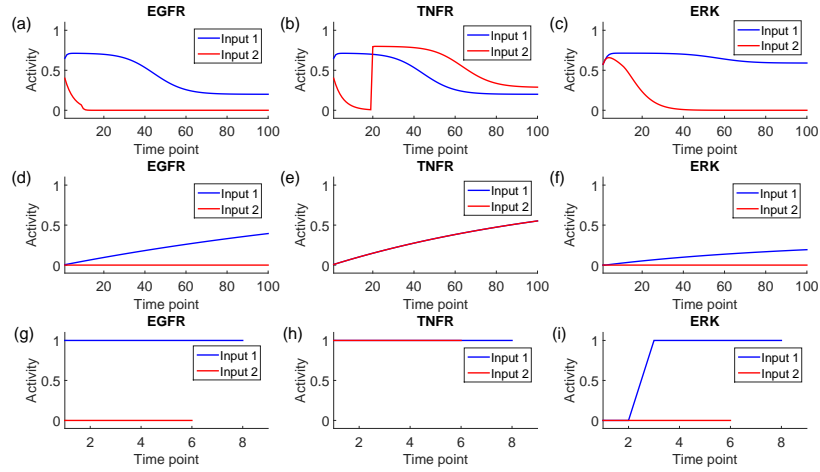 (a)
EGFR
1
0.5
0
Activity
20
40
60
80
100
Time point
Input 1
Input 2
(b)
TNFR
1
0.5
0
Activity
20
40
60
80
100
Time point
Input 1
Input 2
(c)
ERK
1
0.5
0
Activity
20
40
60
80
100
Time point
Input 1
Input 2
(d)
EGFR
1
0.5
0
Activity
20
40
60
80
100
Time point
Input 1
Input 2
(e)
TNFR
1
0.5
0
Activity
20
40
60
80
100
Time point
Input 1
Input 2
(f)
ERK
1
0.5
0
Activity
20
40
60
80
100
Time point
Input 1
Input 2
(g)
EGFR
1
0.5
0
Activity
2
4
6
8
Time point
Input 1
Input 2
(h)
TNFR
1
0.5
0
Activity
2
4
6
8
Time point
Input 1
Input 2
(i)
ERK
1
0.5
0
Activity
2
4
6
8
Time point
Input 1
Input 2